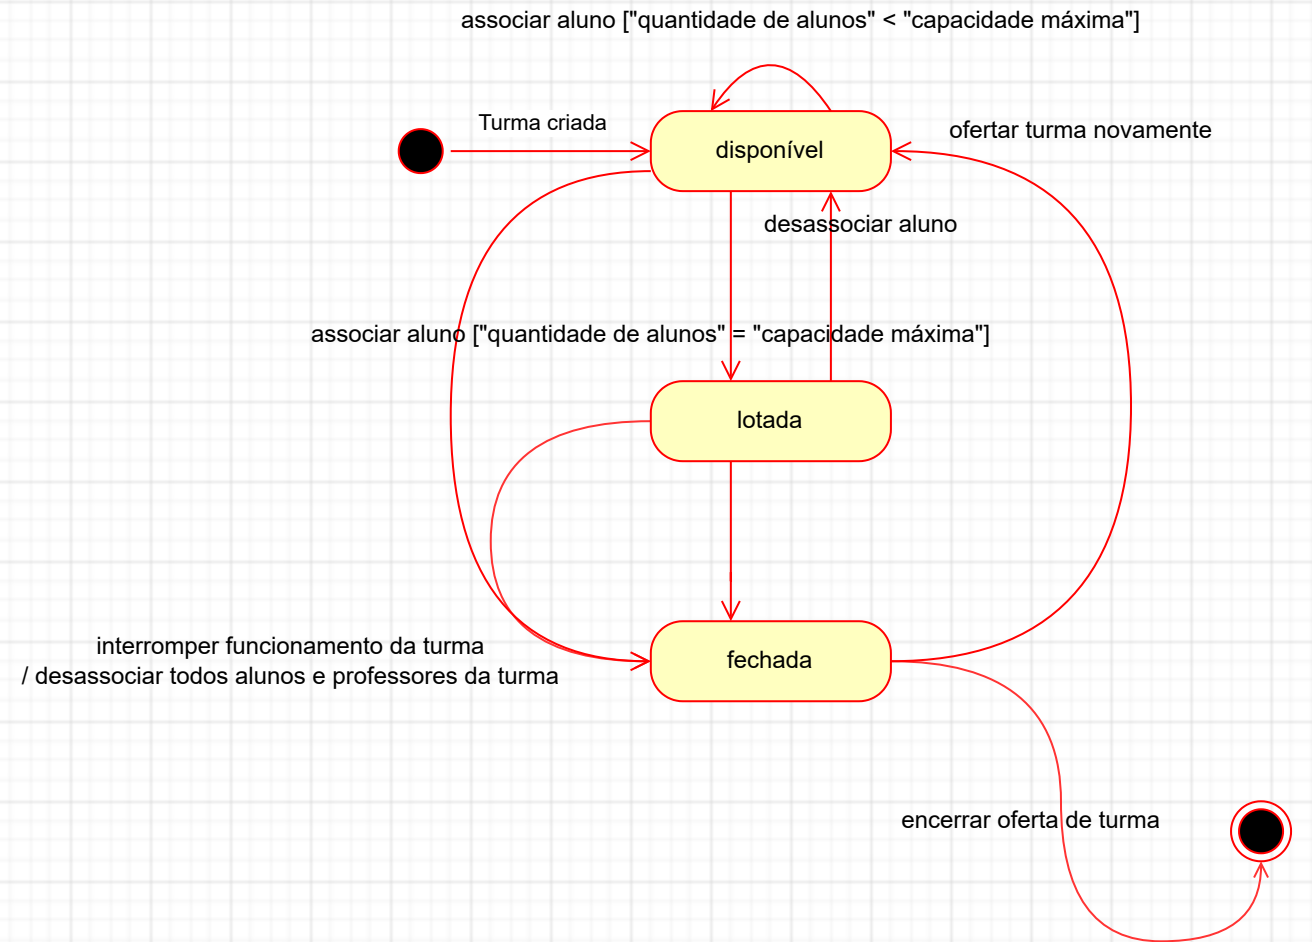 associar aluno ["quantidade de alunos" < "capacidade máxima"]
Turma criada
disponível
ofertar turma novamente
desassociar aluno
associar aluno ["quantidade de alunos" = "capacidade máxima"]
lotada
interromper funcionamento da turma
/ desassociar todos alunos e professores da turma
fechada
encerrar oferta de turma